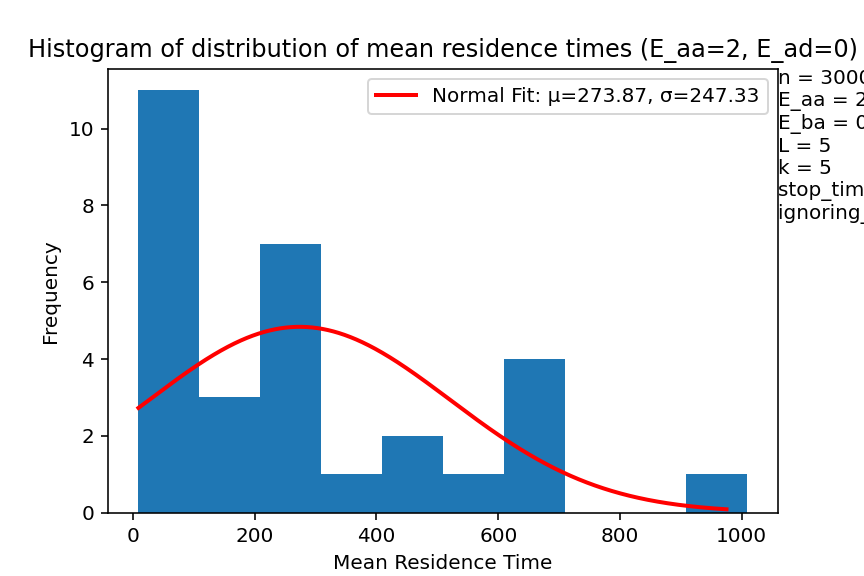 Histogram of distribution of mean residence times (E_aa=2, E_ad=0)
Normal Fit: μ=273.87, σ=247.33
n = 3000
E_aa = 2
E_ba = 0
L = 5
k = 5
stop_tim
ignoring_
Frequency
10
8
6
4
2
0
0 200 400 600 800 1000
Mean Residence Time